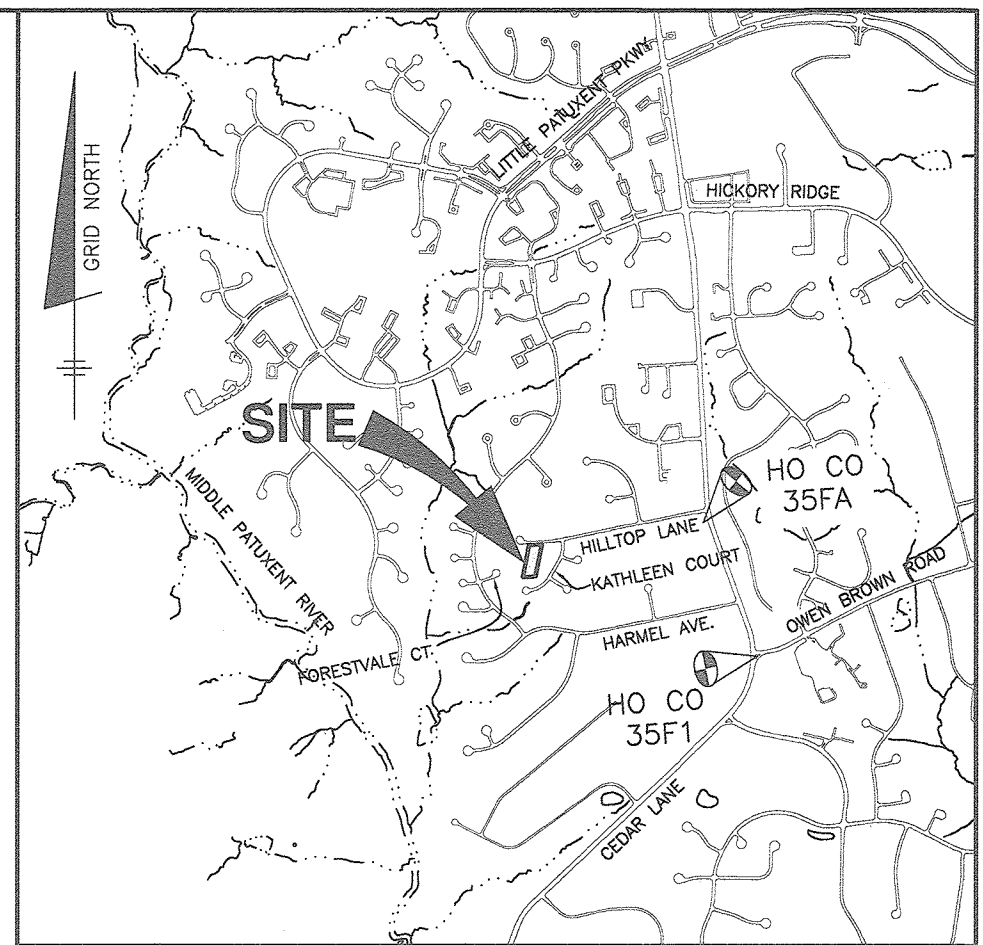 LITTLE PATUXENT PKWY
GRID NORTH
HICKORY RIDGE
SITE
HO CO
35FA
MIDDLE PATUXENT RIVER
HILLTOP LANE
KATHLEEN COURT
OWEN BROWN ROAD
HARMEL AVE.
FORESTVALE CT.
HO CO
35F1
CEDAR LANE